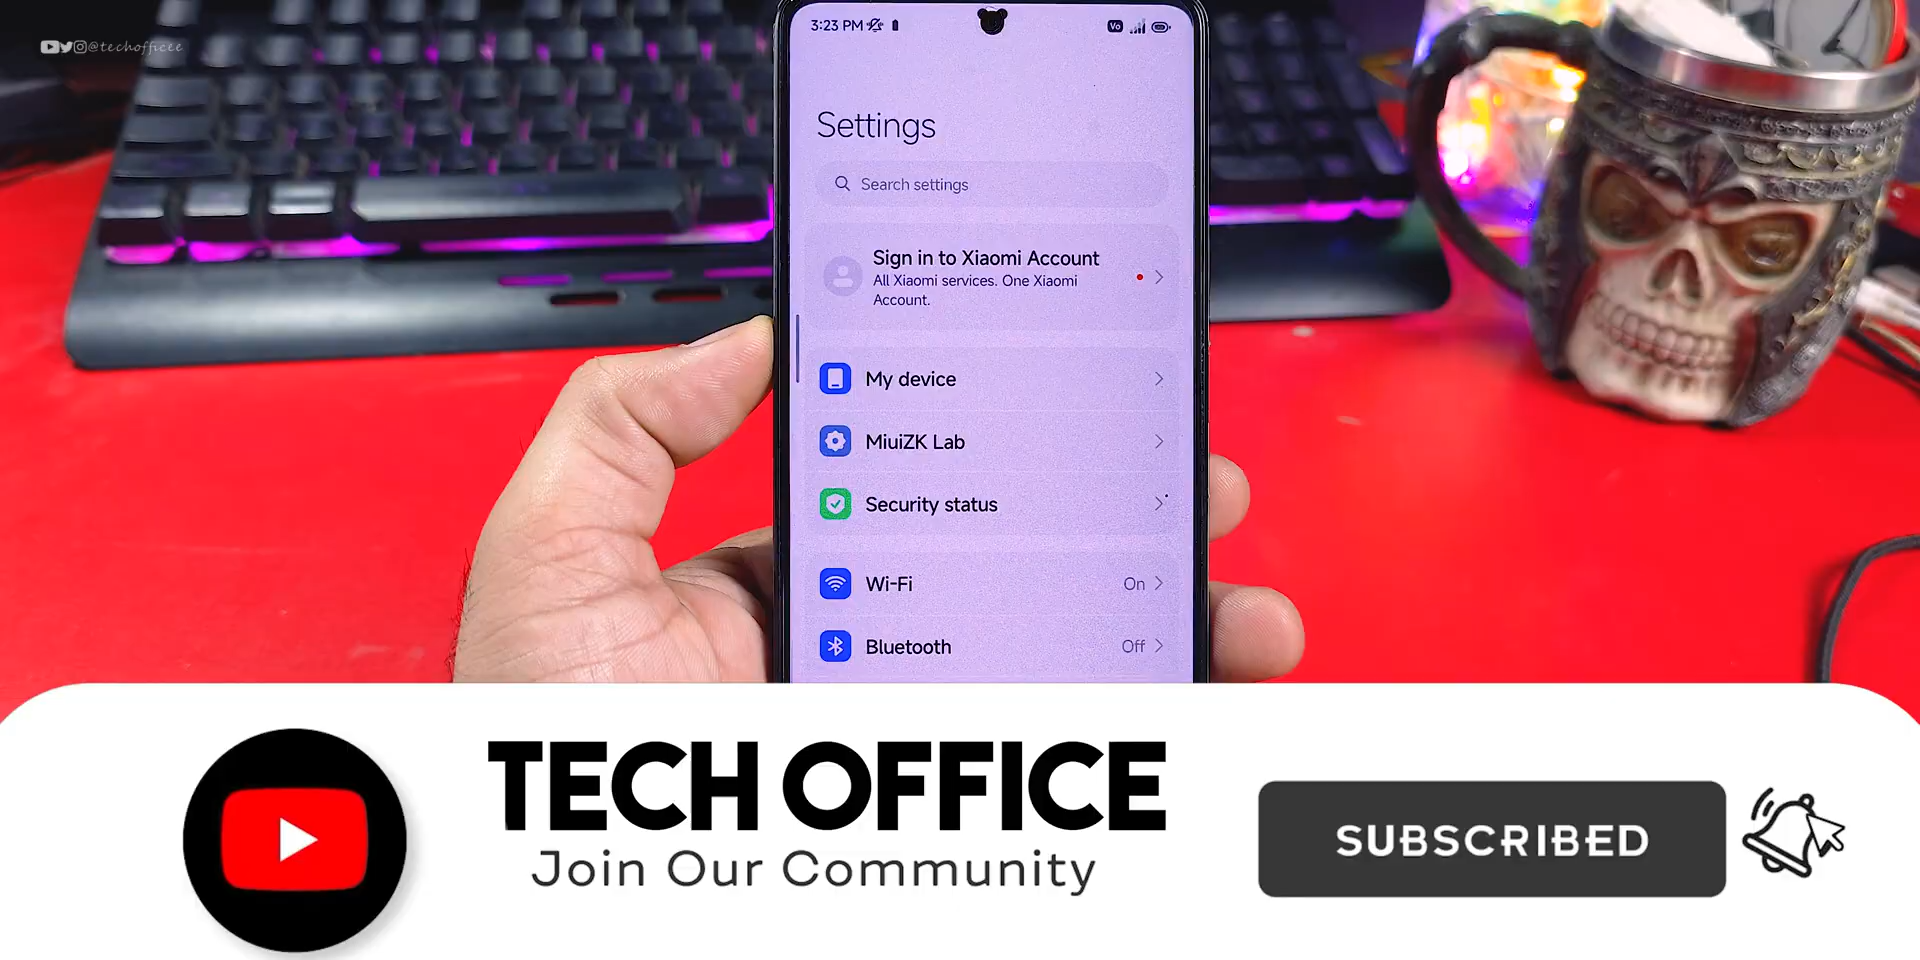 @techofficee
3:23 PM
Vo
Settings
Search settings
Sign in to Xiaomi Account
All Xiaomi services. One Xiaomi
Account.
My device
MiuiZK Lab
Security status
Wi-Fi On
Bluetooth Off
TECH OFFICE
Join Our Community
SUBSCRIBED